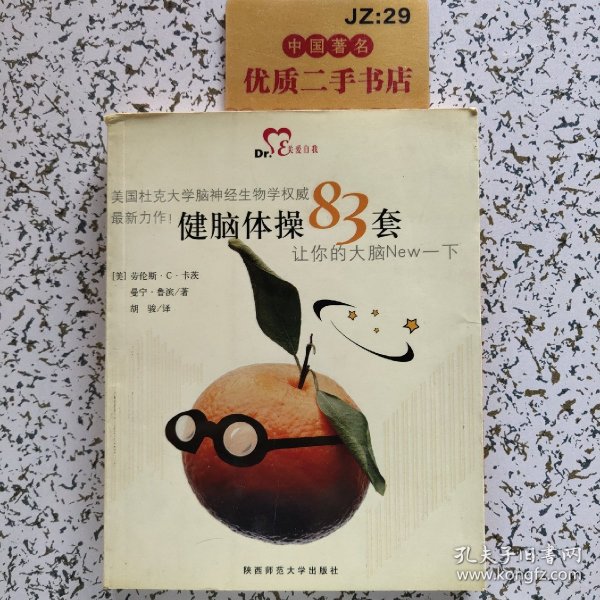 JZ:29
中国著名
优质二手书店
Dr. 关爱自我
美国杜克大学脑神经生物学权威
最新力作!
健脑体操83套
让你的大脑New一下
[美] 劳伦斯·C·卡茨
曼宁·鲁滨/著
胡 骏/译
陕西师范大学出版社
孔夫子旧书网
www.kongfz.com